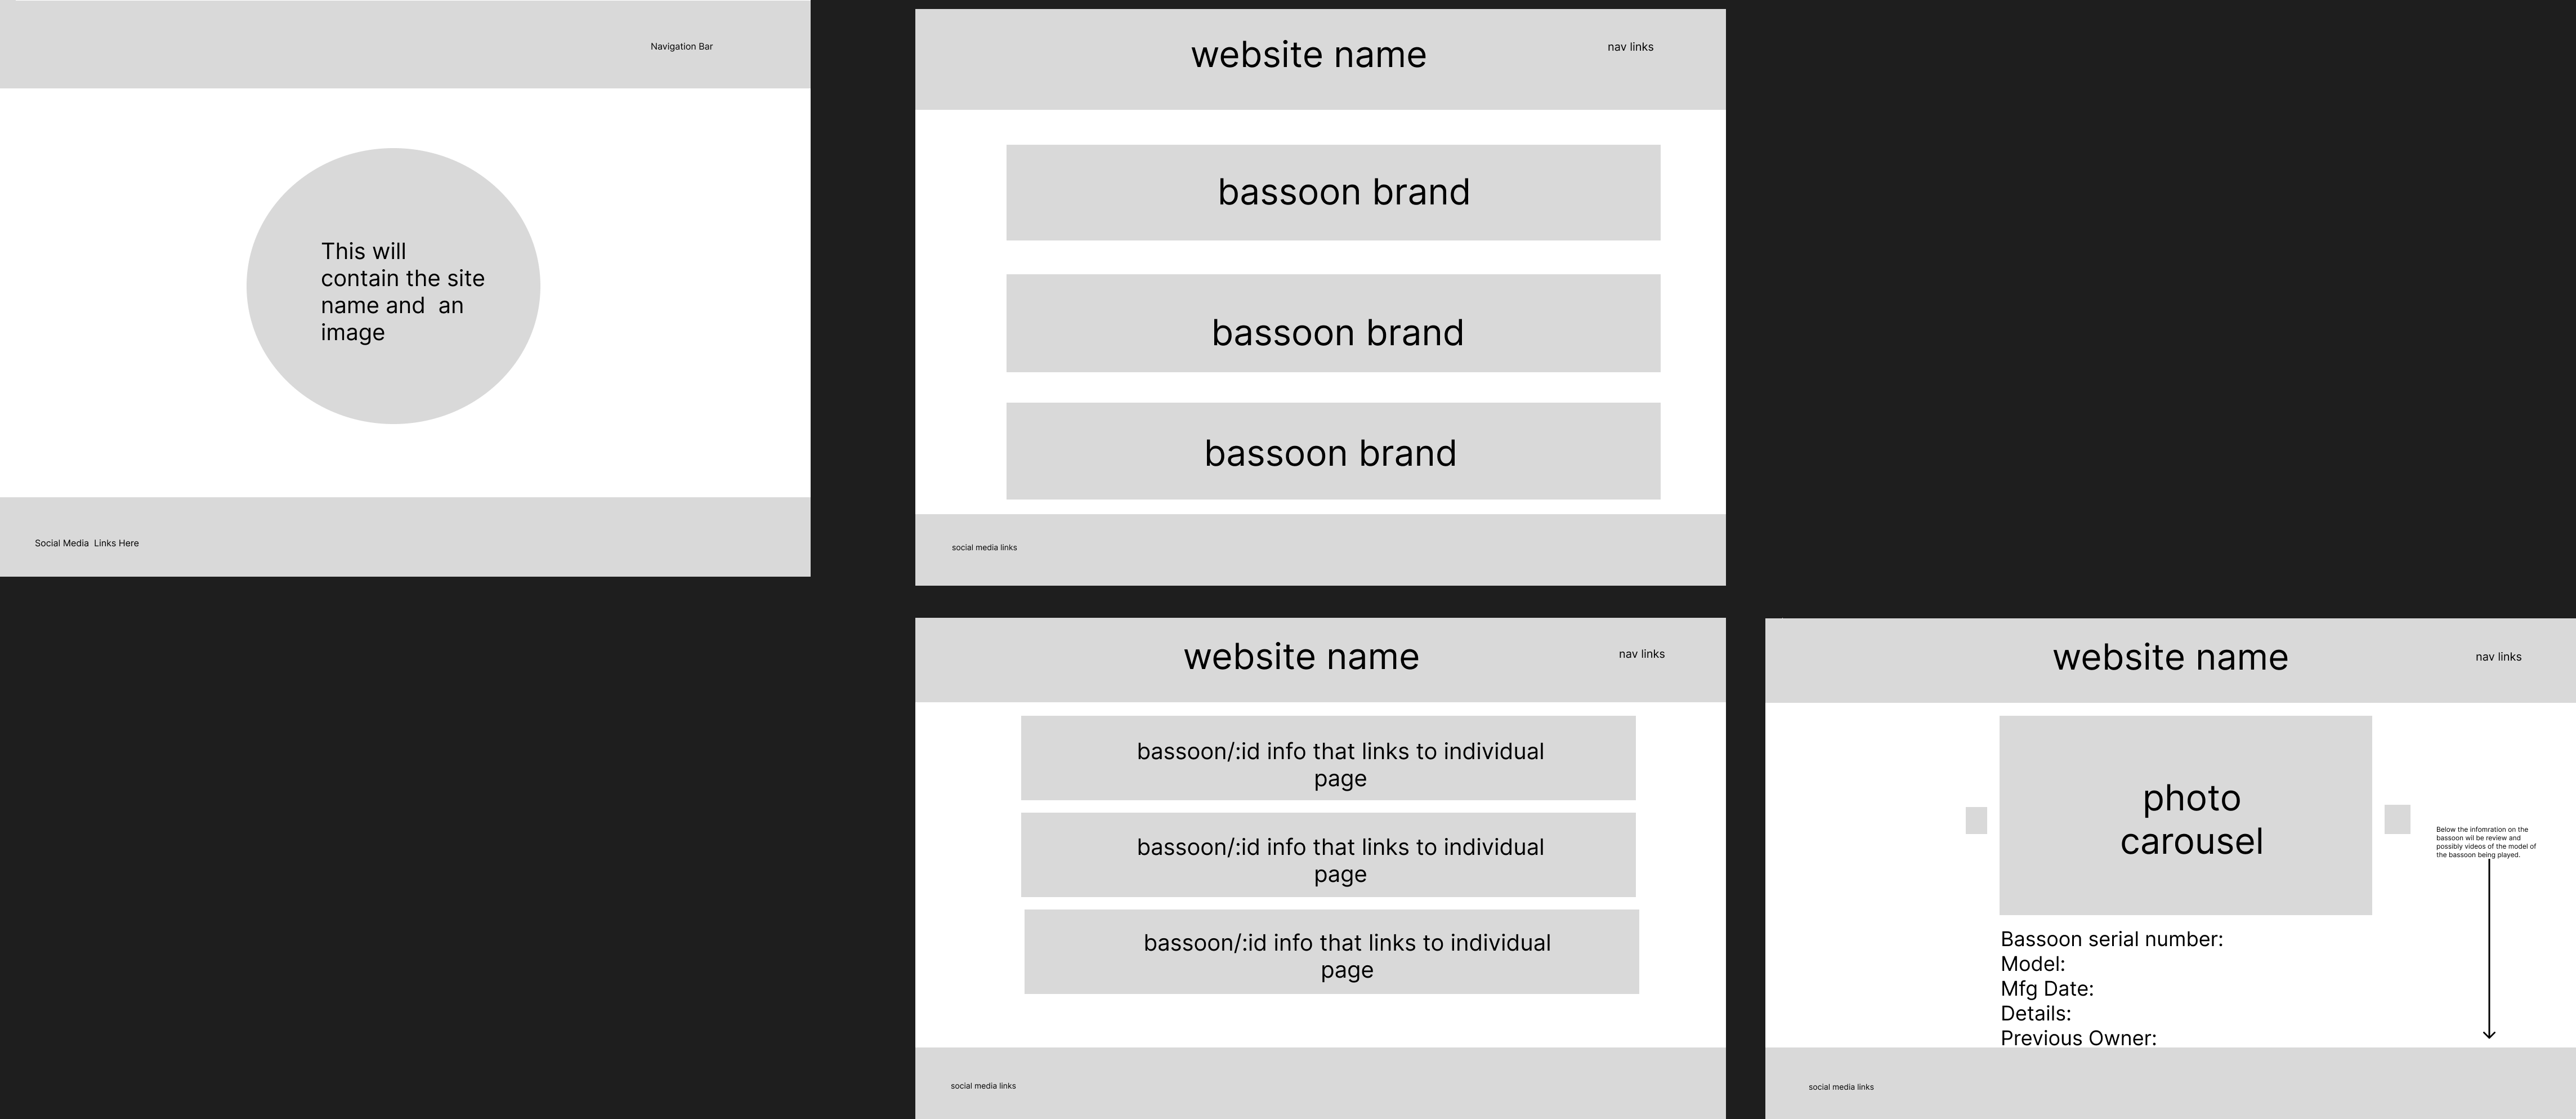 Navigation Bar
This will
contain the site
name and  an
image
Social Media  Links Here
website name
nav links
bassoon brand
bassoon brand
bassoon brand
social media links
website name
nav links
bassoon/:id info that links to individual
page
bassoon/:id info that links to individual
page
bassoon/:id info that links to individual
page
social media links
website name
nav links
photo
carousel
Below the infomration on the
bassoon wil be review and
possibly videos of the model of
the bassoon being played.
Bassoon serial number:
Model:
Mfg Date:
Details:
Previous Owner:
social media links